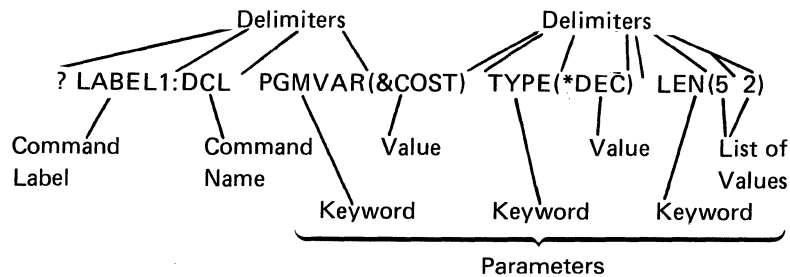 Delimiters Delimiters
? LABEL1:DCL PGMVAR(&COST) TYPE(*DEC) LEN(5 2)
Command Command Value Value List of
Label Name Values
Keyword Keyword Keyword
Parameters